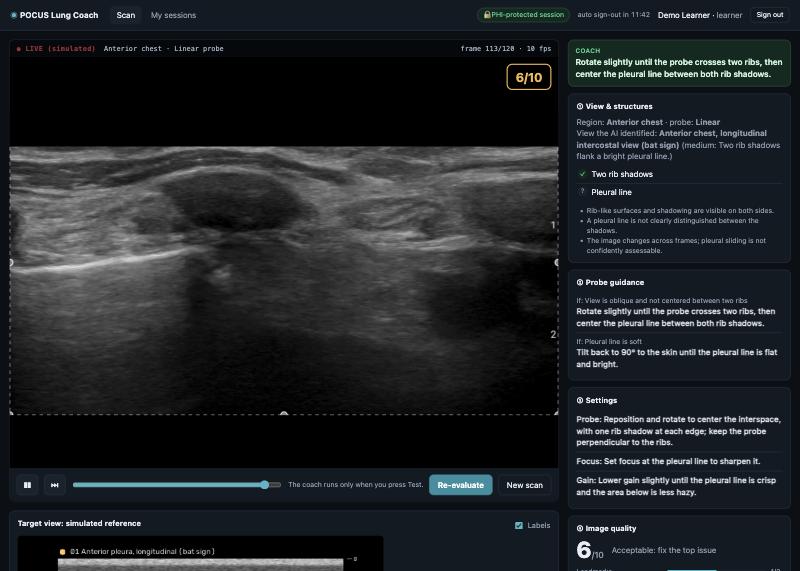 POCUS Lung Coach
Scan
My sessions
PHI-protected session
auto sign-out in 11:42
Demo Learner · learner
Sign out
● LIVE (simulated) Anterior chest · Linear probe
frame 113/120 · 10 fps
6/10
1
2
The coach runs only when you press Test.
Re-evaluate
New scan
Target view: simulated reference
Labels
01 Anterior pleura, longitudinal (bat sign)
COACH
Rotate slightly until the probe crosses two ribs, then
center the pleural line between both rib shadows.
① View & structures
Region: Anterior chest · probe: Linear
View the AI identified: Anterior chest, longitudinal
intercostal view (bat sign) (medium: Two rib shadows
flank a bright pleural line.)
Two rib shadows
? Pleural line
• Rib-like surfaces and shadowing are visible on both sides.
• A pleural line is not clearly distinguished between the
shadows.
• The image changes across frames; pleural sliding is not
confidently assessable.
② Probe guidance
If: View is oblique and not centered between two ribs
Rotate slightly until the probe crosses two ribs, then
center the pleural line between both rib shadows.
If: Pleural line is soft
Tilt back to 90° to the skin until the pleural line is flat
and bright.
③ Settings
Probe: Reposition and rotate to center the interspace,
with one rib shadow at each edge; keep the probe
perpendicular to the ribs.
Focus: Set focus at the pleural line to sharpen it.
Gain: Lower gain slightly until the pleural line is crisp
and the area below is less hazy.
④ Image quality
6/10 Acceptable: fix the top issue